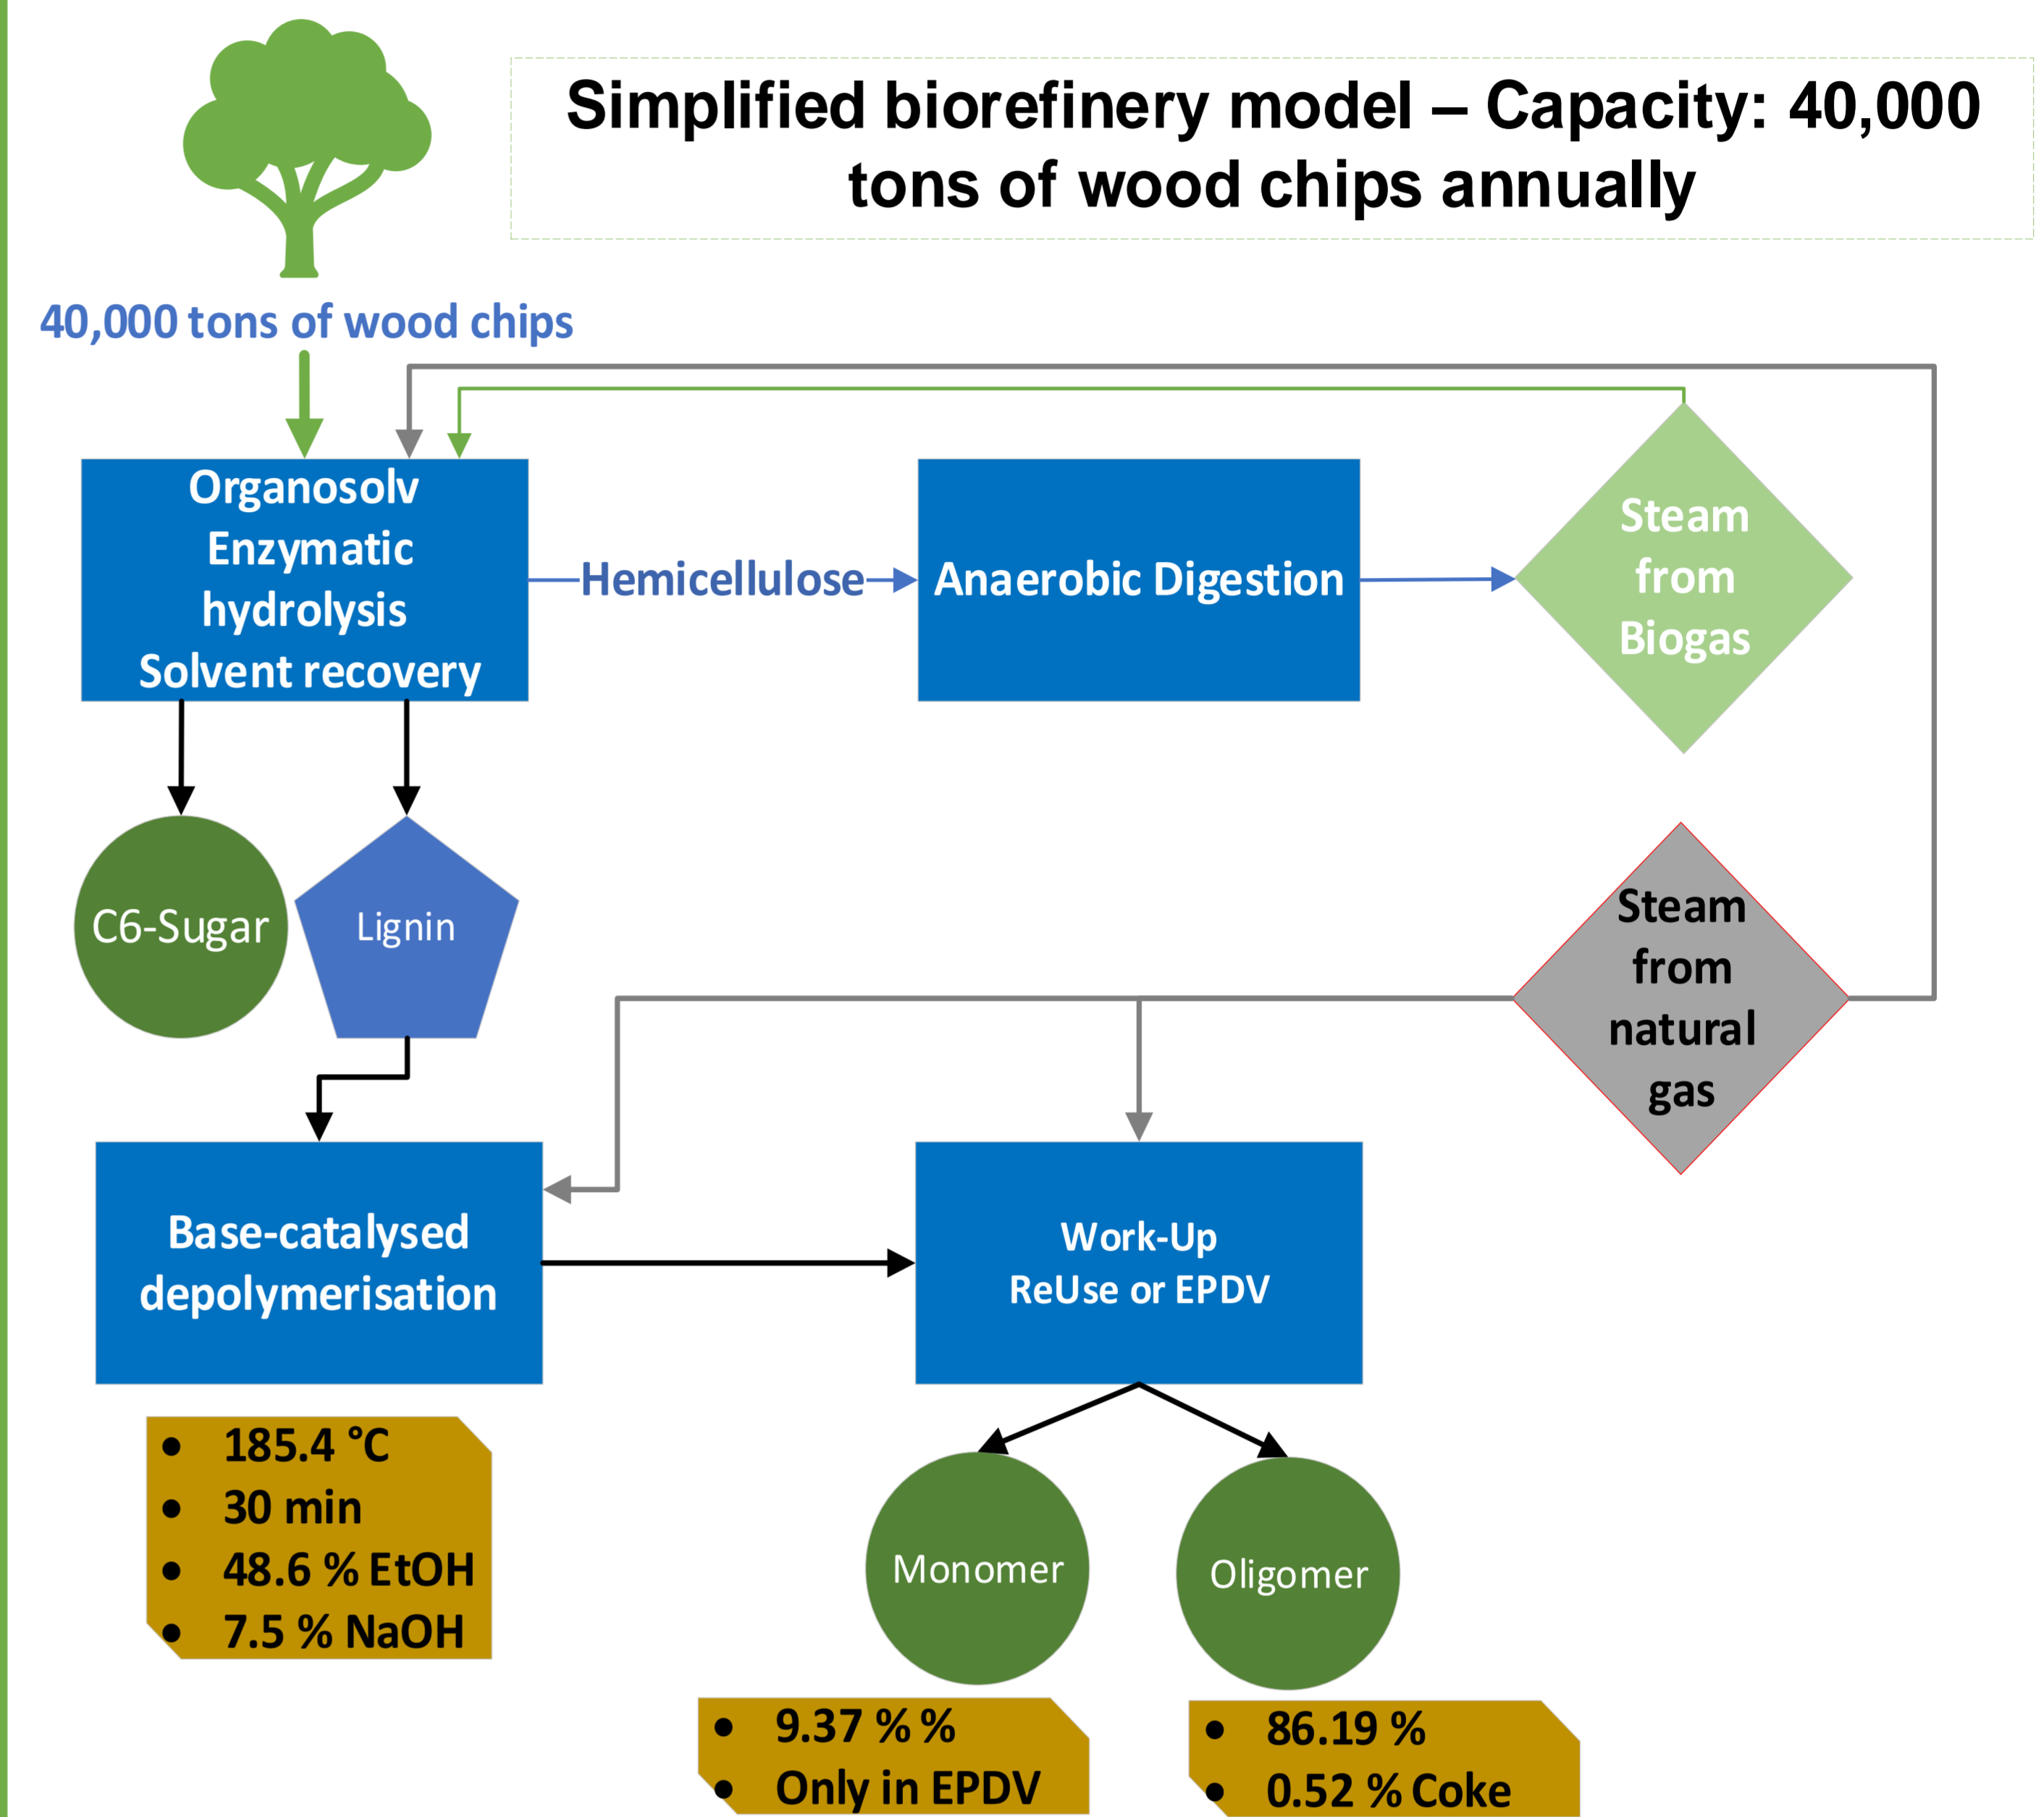 Simplified biorefinery model – Capacity: 40,000
tons of wood chips annually
40,000 tons of wood chips
Organosolv
Enzymatic
hydrolysis
Solvent recovery
Hemicellulose
Anaerobic Digestion
Steam
from
Biogas
C6-Sugar
Lignin
Steam
from
natural
gas
Base-catalysed
depolymerisation
Work-Up
ReUse or EPDV
• 185.4 °C
• 30 min
• 48.6 % EtOH
• 7.5 % NaOH
Monomer
Oligomer
• 9.37 % %
• Only in EPDV
• 86.19 %
• 0.52 % Coke